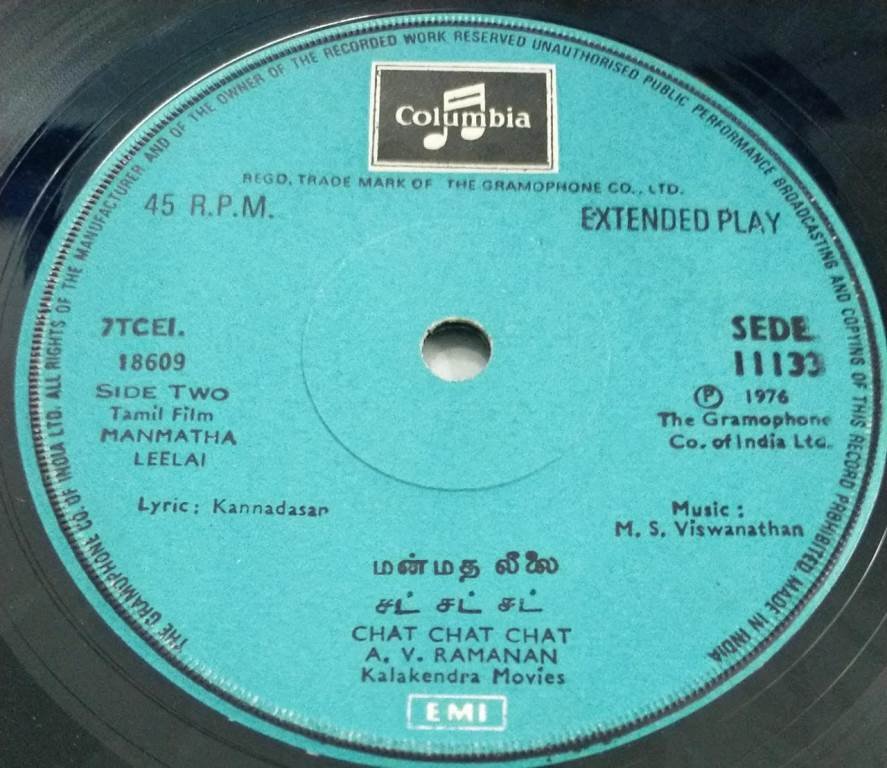 THE GRAMOPHONE CO. OF INDIA LTD. ALL RIGHTS OF THE MANUFACTURER AND OF THE OWNER OF THE RECORDED WORK RESERVED UNAUTHORISED PUBLIC PERFORMANCE BROADCASTING AND COPYING OF THIS RECORD PROHIBITED MADE IN INDIA
Columbia
REGD. TRADE MARK OF THE GRAMOPHONE CO., LTD.
45 R.P.M.
EXTENDED PLAY
7TCEI.
18609
SIDE TWO
Tamil Film
MANMATHA
LEELAI
SEDE
11133
Ⓟ 1976
The Gramophone
Co. of India Ltd.
Lyric: Kannadasan
Music:
M. S. Viswanathan
மன்மத லீலை
சட் சட் சட்
CHAT CHAT CHAT
A. V. RAMANAN
Kalakendra Movies
EMI